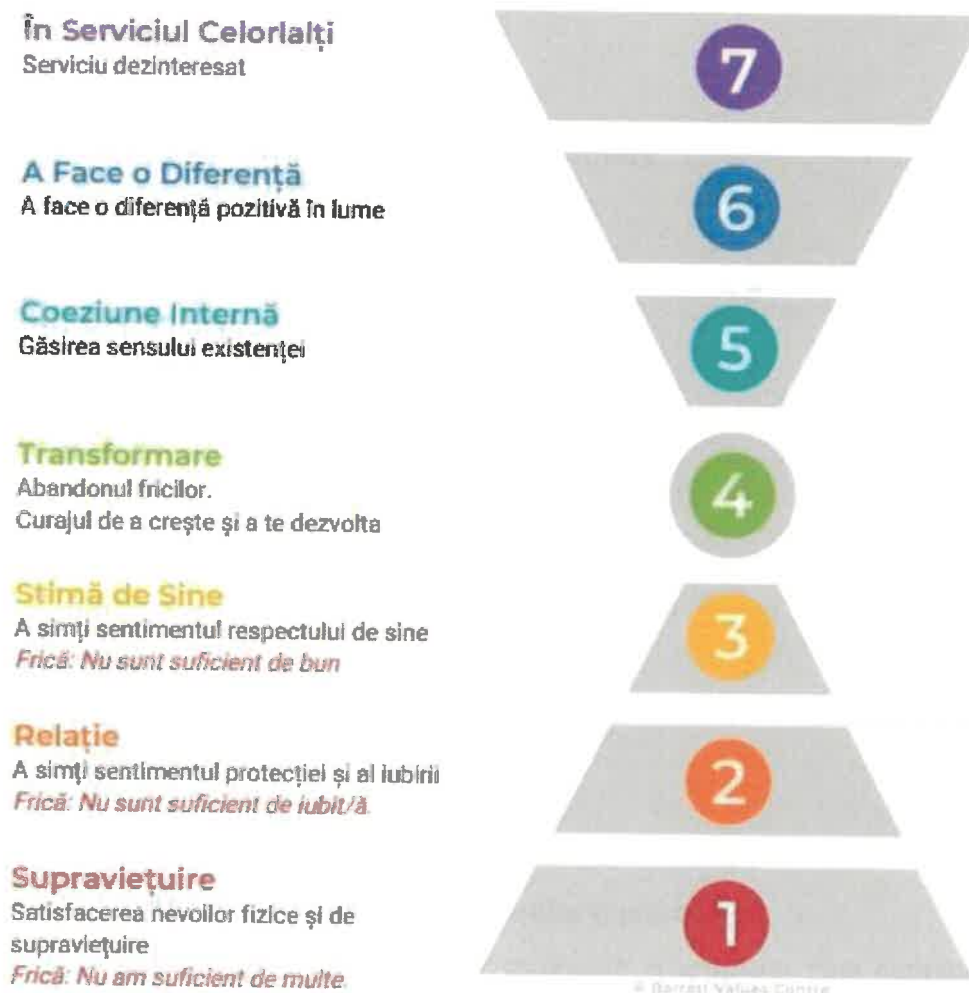 În Serviciul Celorlalți
Serviciu dezinteresat
7
A Face o Diferență
A face o diferență pozitivă în lume
6
Coeziune Internă
Găsirea sensului existenței
5
Transformare
Abandonul fricilor.
Curajul de a crește și a te dezvolta
4
Stimă de Sine
A simți sentimentul respectului de sine
Frică: Nu sunt suficient de bun
3
Relație
A simți sentimentul protecției și al iubirii
Frică: Nu sunt suficient de iubit/ă.
2
Supraviețuire
Satisfacerea nevoilor fizice și de
supraviețuire
Frică: Nu am suficient de multe.
1
© Barrett Values Centre